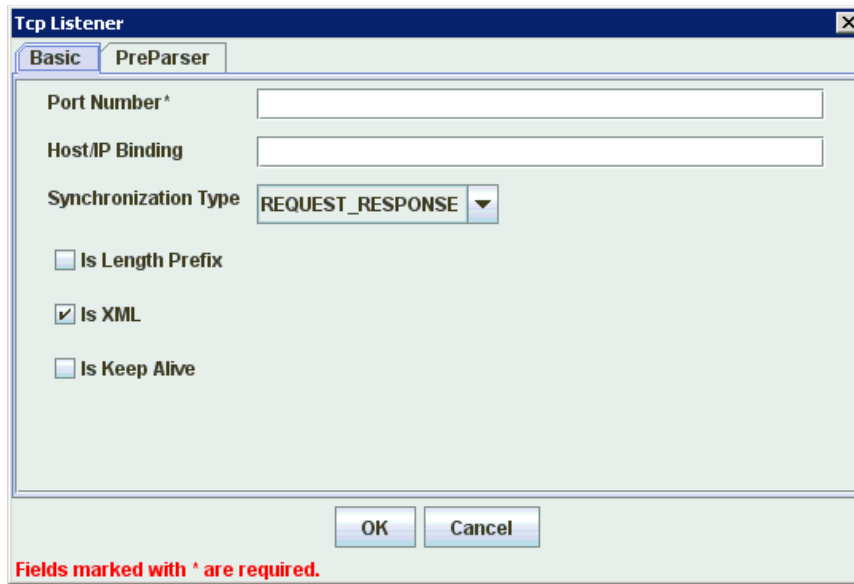 Tcp Listener
Basic PreParser
Port Number*
Host/IP Binding
Synchronization Type REQUEST_RESPONSE
Is Length Prefix
Is XML
Is Keep Alive
OK Cancel
Fields marked with * are required.